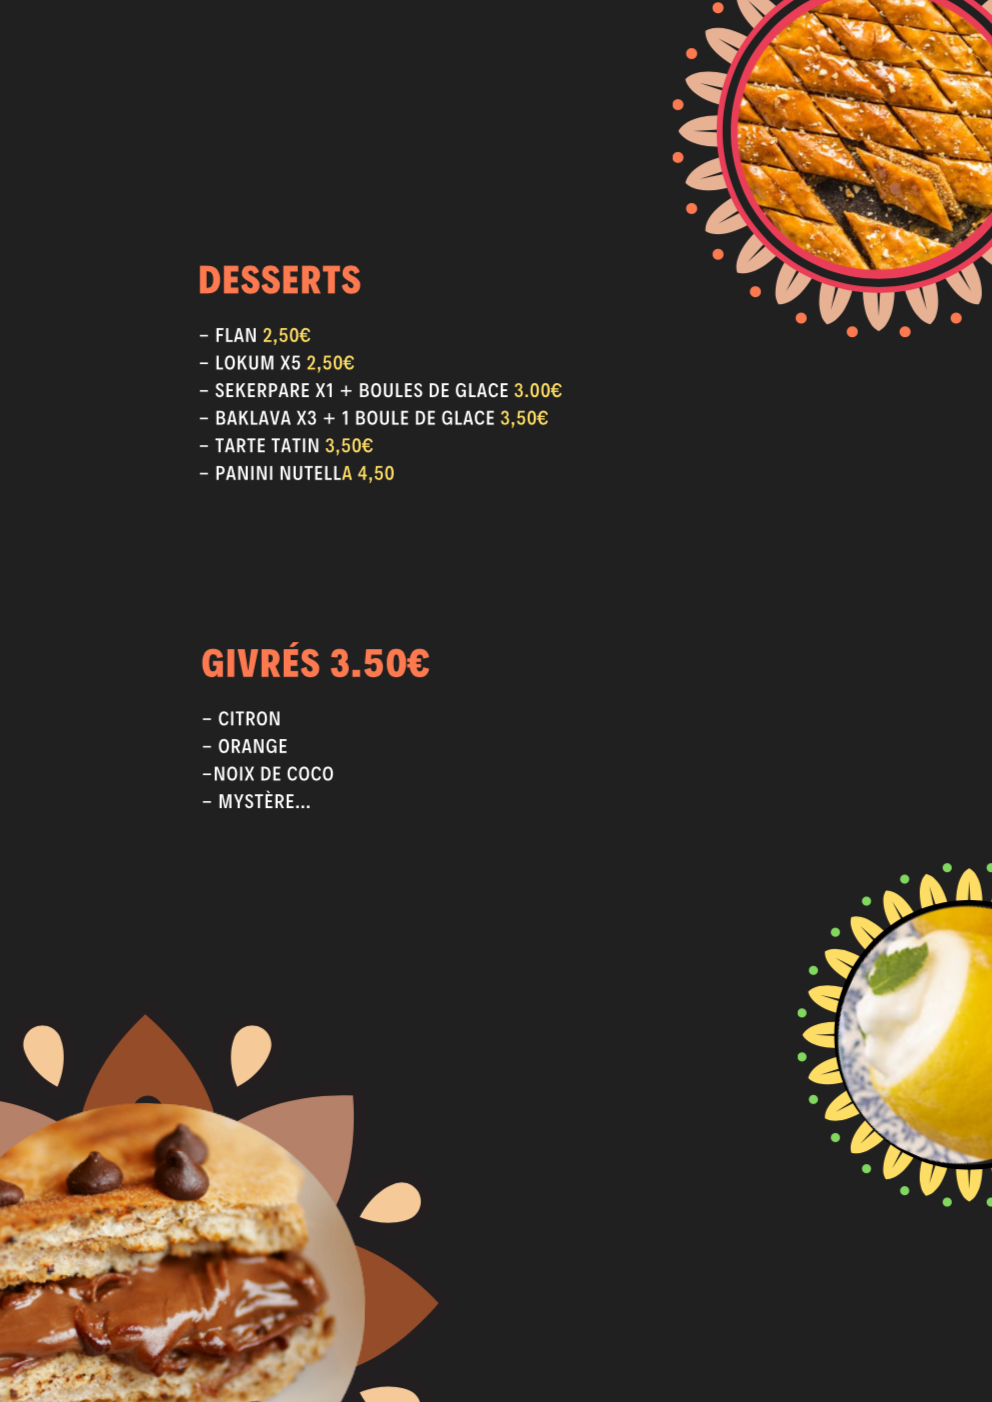 DESSERTS
– FLAN 2,50€
– LOKUM X5 2,50€
– SEKERPARE X1 + BOULES DE GLACE 3.00€
– BAKLAVA X3 + 1 BOULE DE GLACE 3,50€
– TARTE TATIN 3,50€
– PANINI NUTELLA 4,50
GIVRÉS 3.50€
– CITRON
– ORANGE
–NOIX DE COCO
– MYSTÈRE...